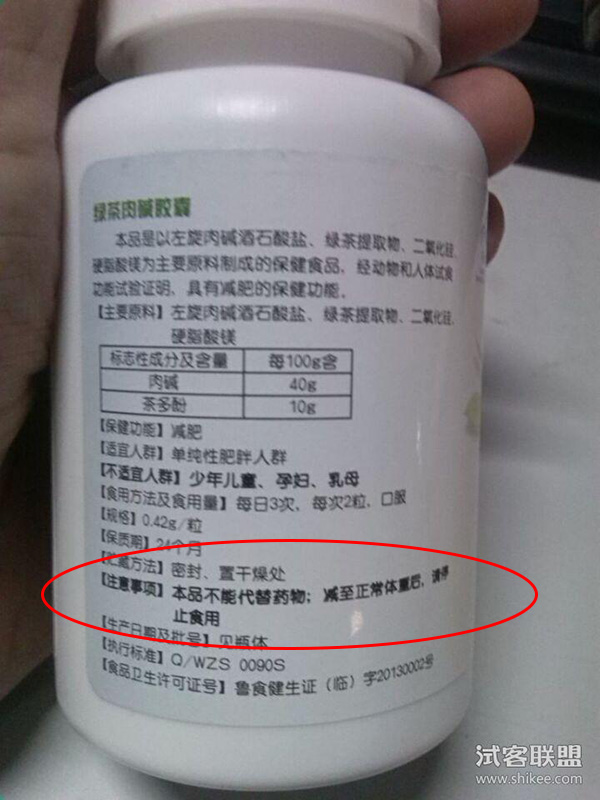 绿茶肉碱胶囊
本品是以左旋肉碱酒石酸盐、绿茶提取物、二氧化硅、
硬脂酸镁为主要原料制成的保健食品，经动物和人体试食
功能试验证明，具有减肥的保健功能。
【主要原料】左旋肉碱酒石酸盐、绿茶提取物、二氧化硅、
硬脂酸镁
标志性成分及含量 每100g含
肉碱 40g
茶多酚 10g
【保健功能】减肥
【适宜人群】单纯性肥胖人群
【不适宜人群】少年儿童、孕妇、乳母
【食用方法及食用量】每日3次，每次2粒，口服
【规格】0.42g/粒
【保质期】24个月
【贮藏方法】密封、置干燥处
【注意事项】本品不能代替药物；减至正常体重后，请停
止食用
【生产日期及批号】见瓶体
【执行标准】Q/WZS 0090S
【食品卫生许可证号】鲁食健生证（临）字20130002号
试客联盟
www.shikee.com